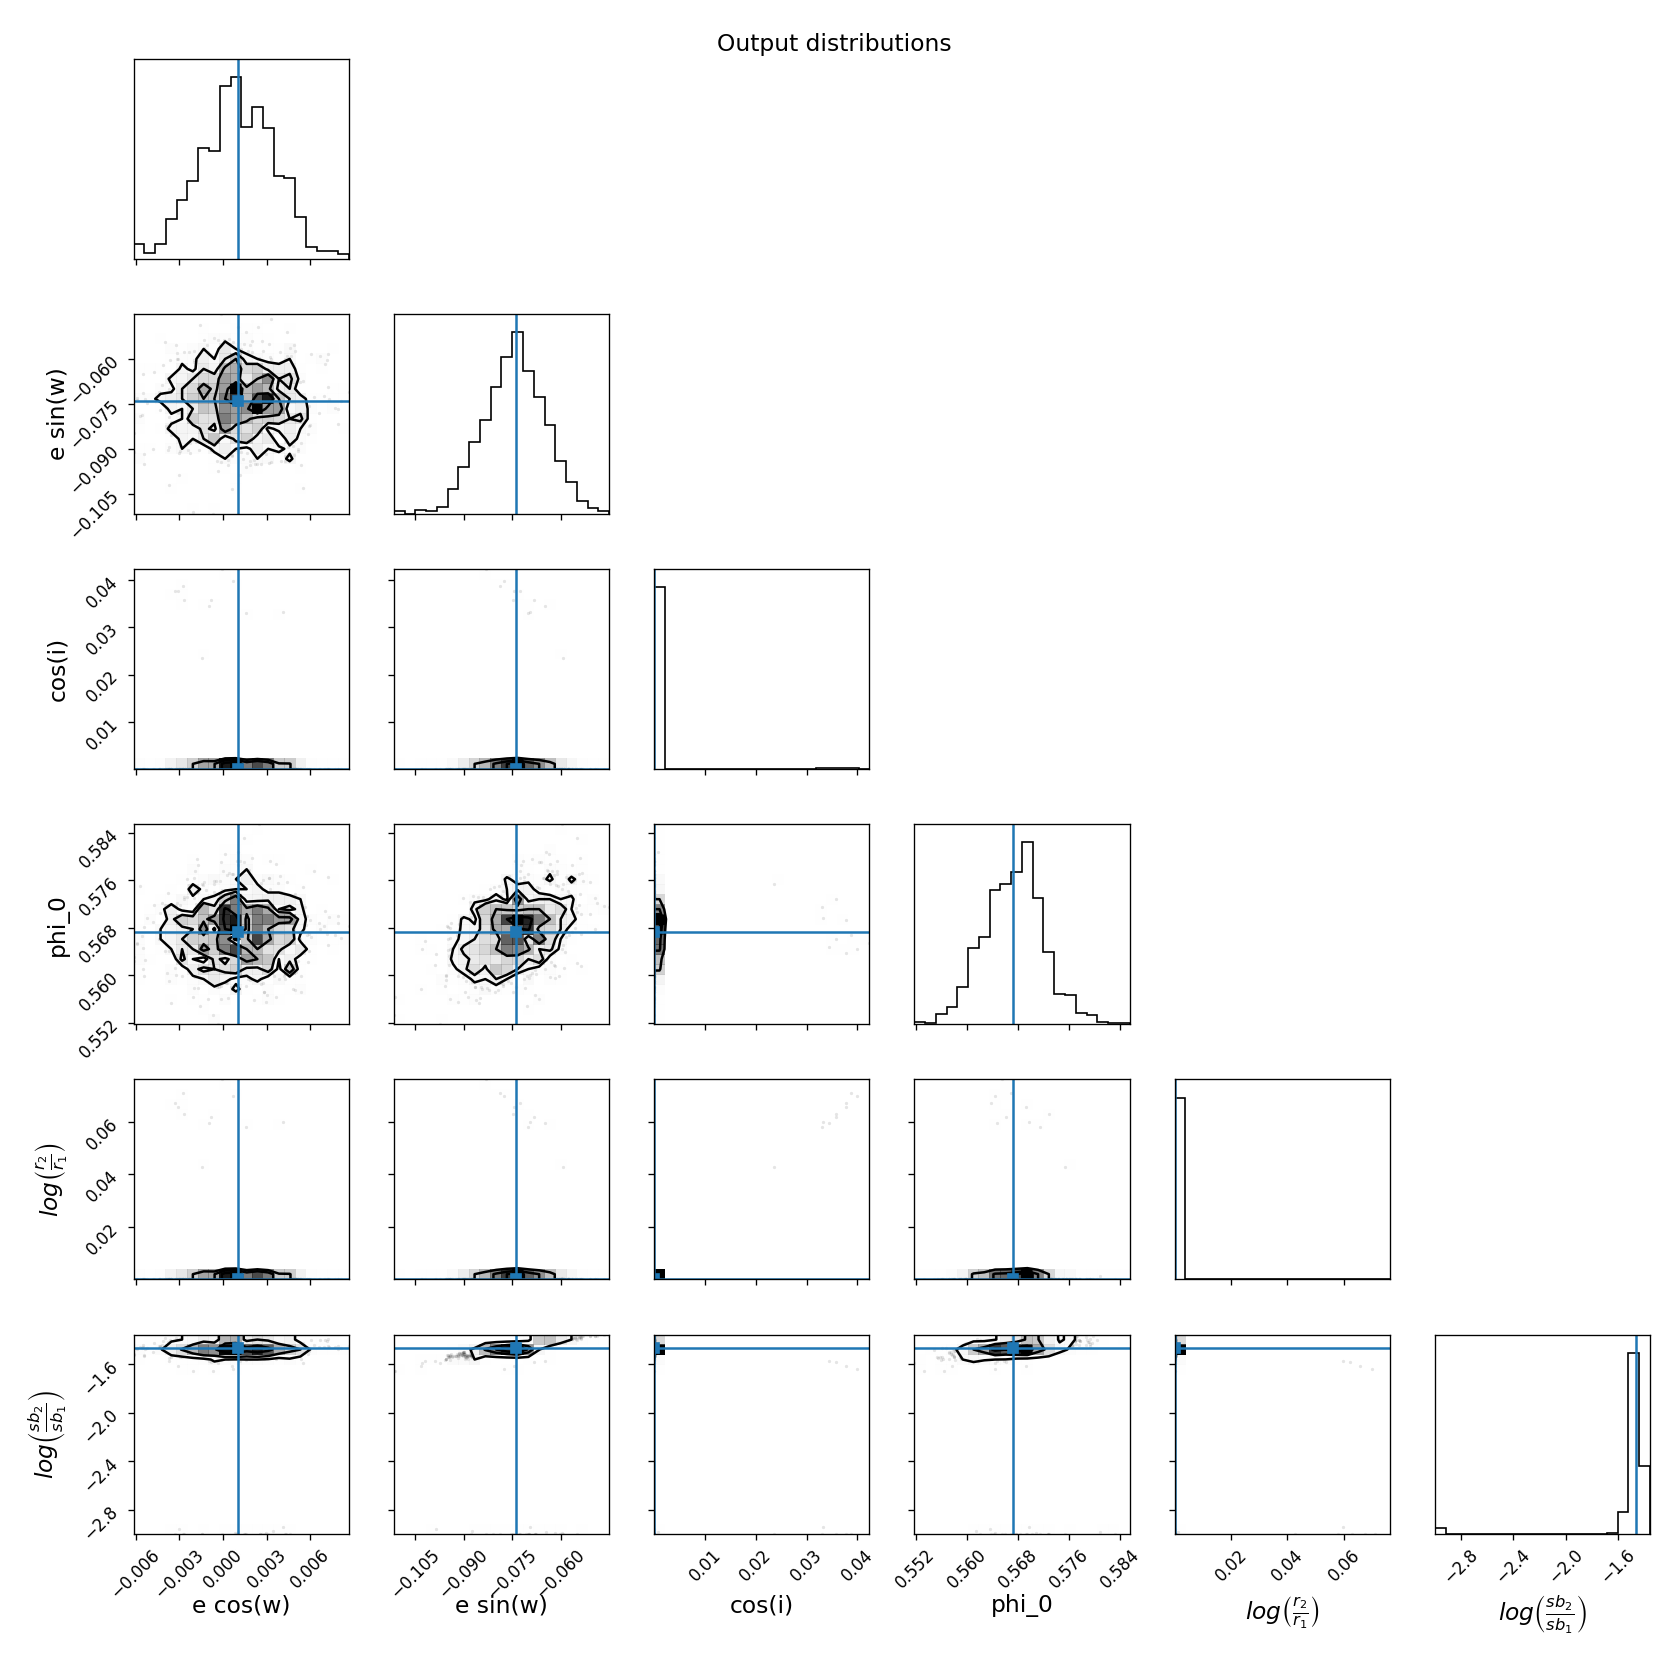 Output distributions
e sin(w)
−0.060
−0.075
−0.090
−0.105
cos(i)
0.04
0.03
0.02
0.01
phi_0
0.584
0.576
0.568
0.560
0.552
log(r₂/r₁)
0.06
0.04
0.02
log(sb₂/sb₁)
−1.6
−2.0
−2.4
−2.8
−0.006 −0.003 0.000 0.003 0.006 −0.105 −0.090 −0.075 −0.060 0.01 0.02 0.03 0.04 0.552 0.560 0.568 0.576 0.584 0.02 0.04 0.06 −2.8 −2.4 −2.0 −1.6
e cos(w) e sin(w) cos(i) phi_0 log(r₂/r₁) log(sb₂/sb₁)